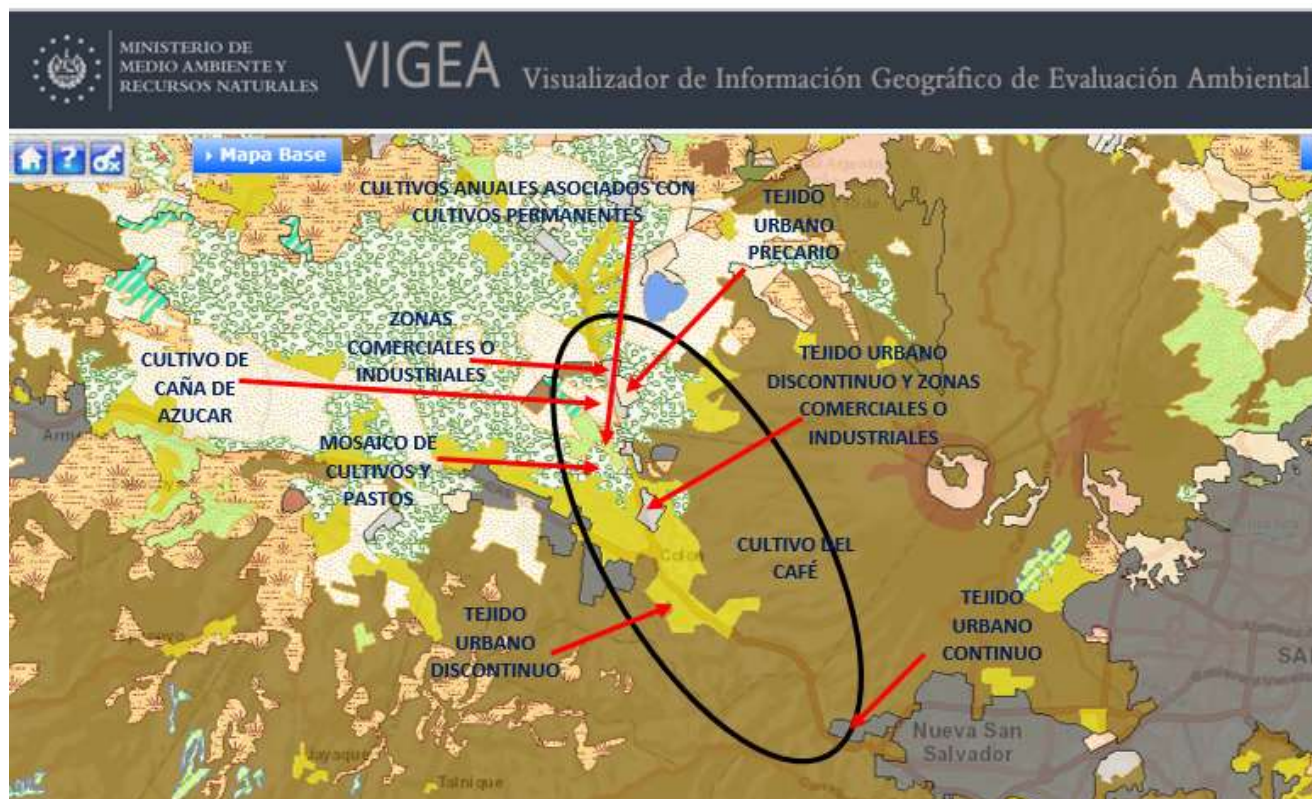 MINISTERIO DE
MEDIO AMBIENTE Y
RECURSOS NATURALES
VIGEA Visualizador de Información Geográfico de Evaluación Ambiental
Mapa Base
CULTIVOS ANUALES ASOCIADOS CON
CULTIVOS PERMANENTES
TEJIDO
URBANO
PRECARIO
ZONAS
COMERCIALES O
INDUSTRIALES
CULTIVO DE
CAÑA DE
AZUCAR
TEJIDO URBANO
DISCONTINUO Y ZONAS
COMERCIALES O
INDUSTRIALES
MOSAICO DE
CULTIVOS Y
PASTOS
Colon
CULTIVO DEL
CAFÉ
TEJIDO
URBANO
DISCONTINUO
TEJIDO
URBANO
CONTINUO
Nueva San
Salvador
Jayaque
Talnique